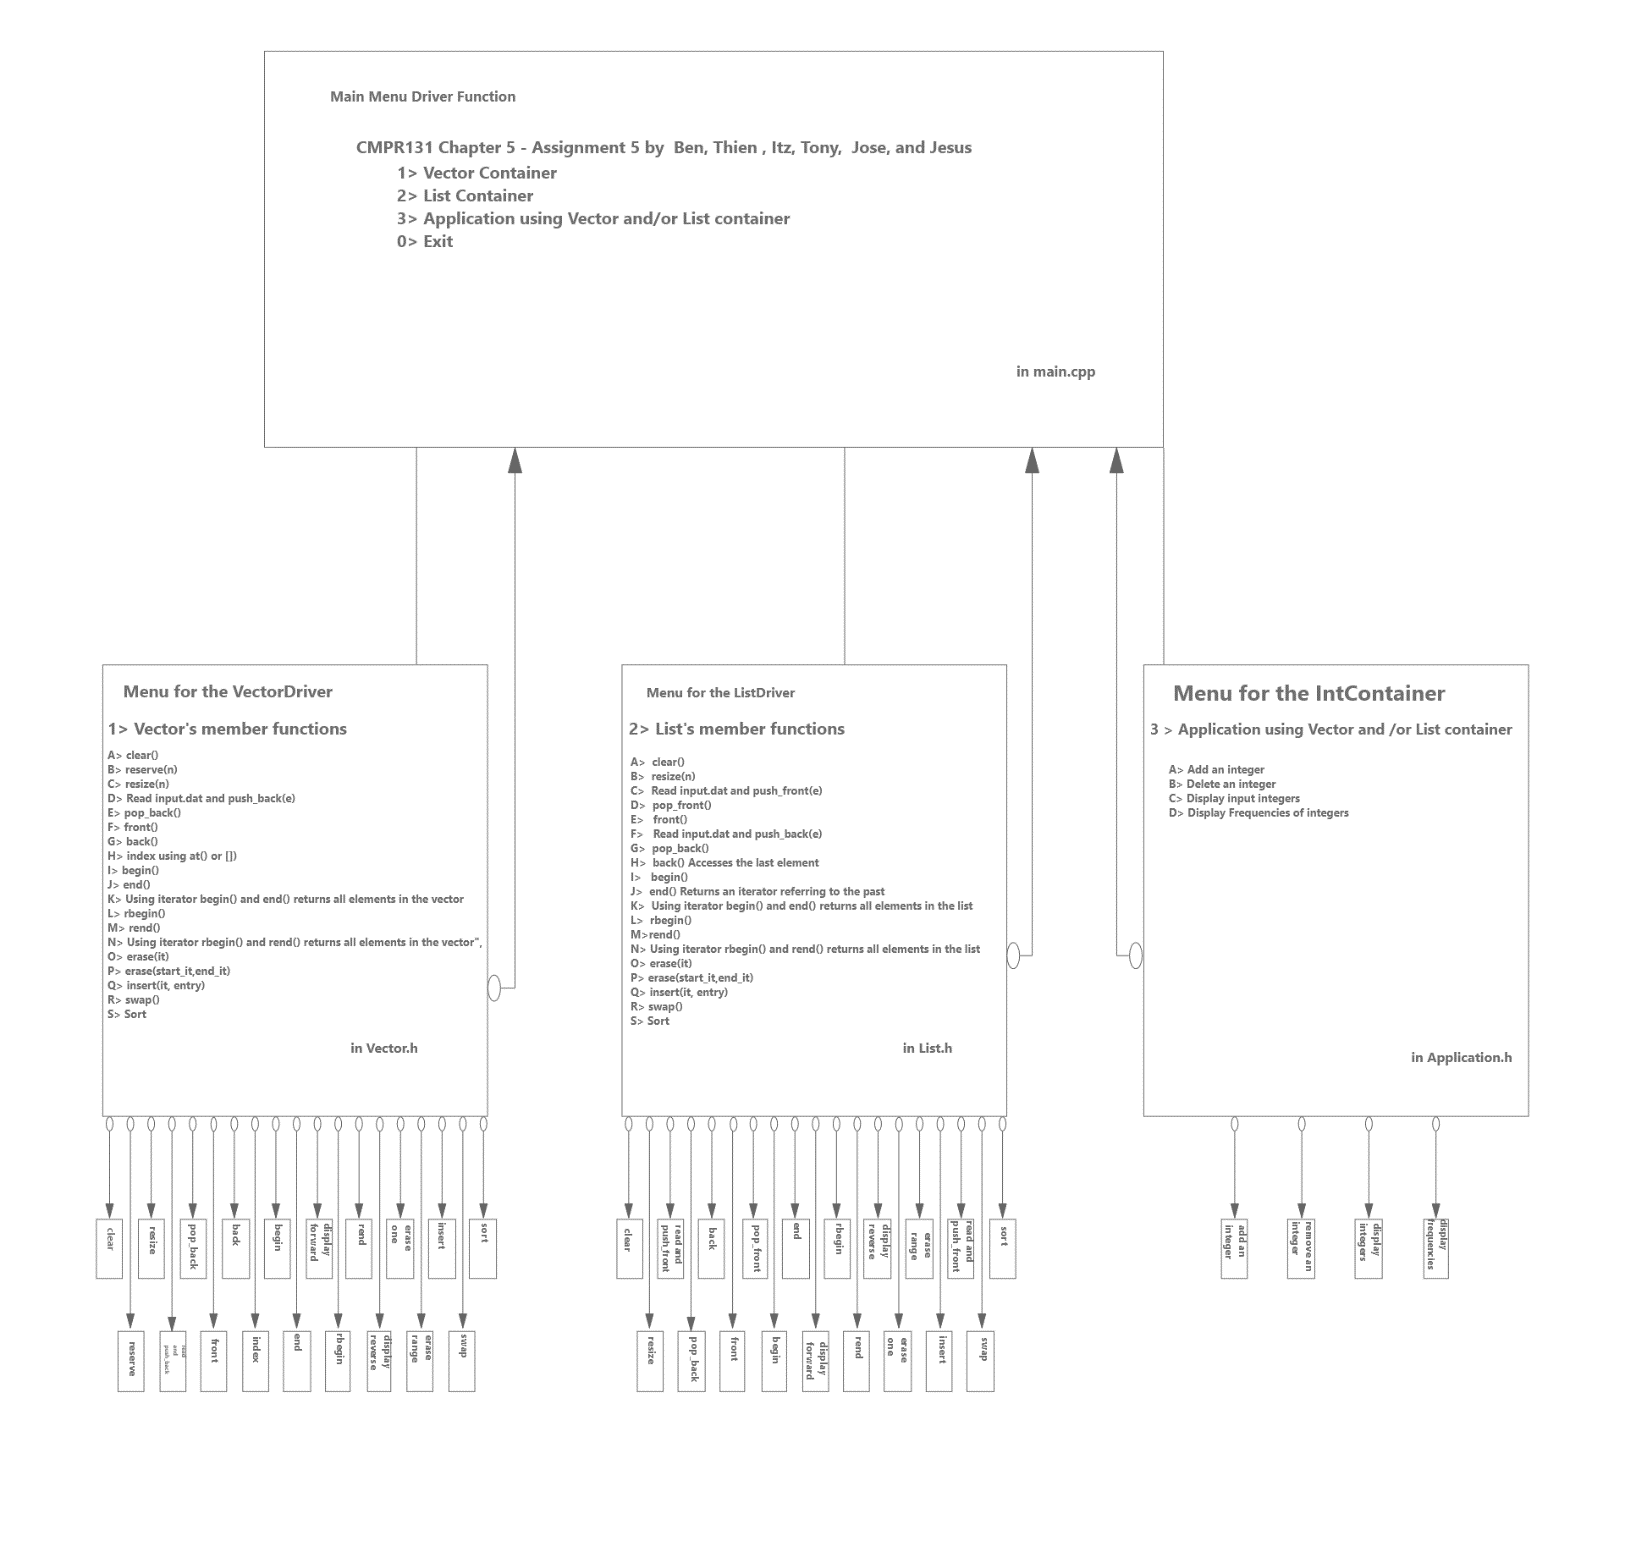 Main Menu Driver Function
CMPR131 Chapter 5 - Assignment 5 by  Ben, Thien , Itz, Tony,  Jose, and Jesus
1> Vector Container
2> List Container
3> Application using Vector and/or List container
0> Exit
in main.cpp
Menu for the VectorDriver
1> Vector's member functions
A> clear()
B> reserve(n)
C> resize(n)
D> Read input.dat and push_back(e)
E> pop_back()
F> front()
G> back()
H> index using at() or [])
I> begin()
J> end()
K> Using iterator begin() and end() returns all elements in the vector
L> rbegin()
M> rend()
N> Using iterator rbegin() and rend() returns all elements in the vector",
O> erase(it)
P> erase(start_it,end_it)
Q> insert(it, entry)
R> swap()
S> Sort
in Vector.h
Menu for the ListDriver
2> List's member functions
A>  clear()
B>  resize(n)
C>  Read input.dat and push_front(e)
D>  pop_front()
E>   front()
F>   Read input.dat and push_back(e)
G>  pop_back()
H>  back() Accesses the last element
I>   begin()
J>  end() Returns an iterator referring to the past
K>  Using iterator begin() and end() returns all elements in the list
L>  rbegin()
M>rend()
N> Using iterator rbegin() and rend() returns all elements in the list
O> erase(it)
P> erase(start_it,end_it)
Q> insert(it, entry)
R> swap()
S> Sort
in List.h
Menu for the IntContainer
3 > Application using Vector and /or List container
A> Add an integer
B> Delete an integer
C> Display input integers
D> Display Frequencies of integers
in Application.h
clear
resize
pop_back
back
begin
display
forward
rend
erase
one
insert
sort
reserve
read
and
push_back
front
index
end
rbegin
display
reverse
erase
range
swap
clear
read and
push_front
back
pop_front
end
rbegin
display
reverse
erase
range
read and
push_front
sort
resize
pop_back
front
begin
display
forward
rend
erase
one
insert
swap
add an
integer
remove an
integer
display
integers
display
frequencies